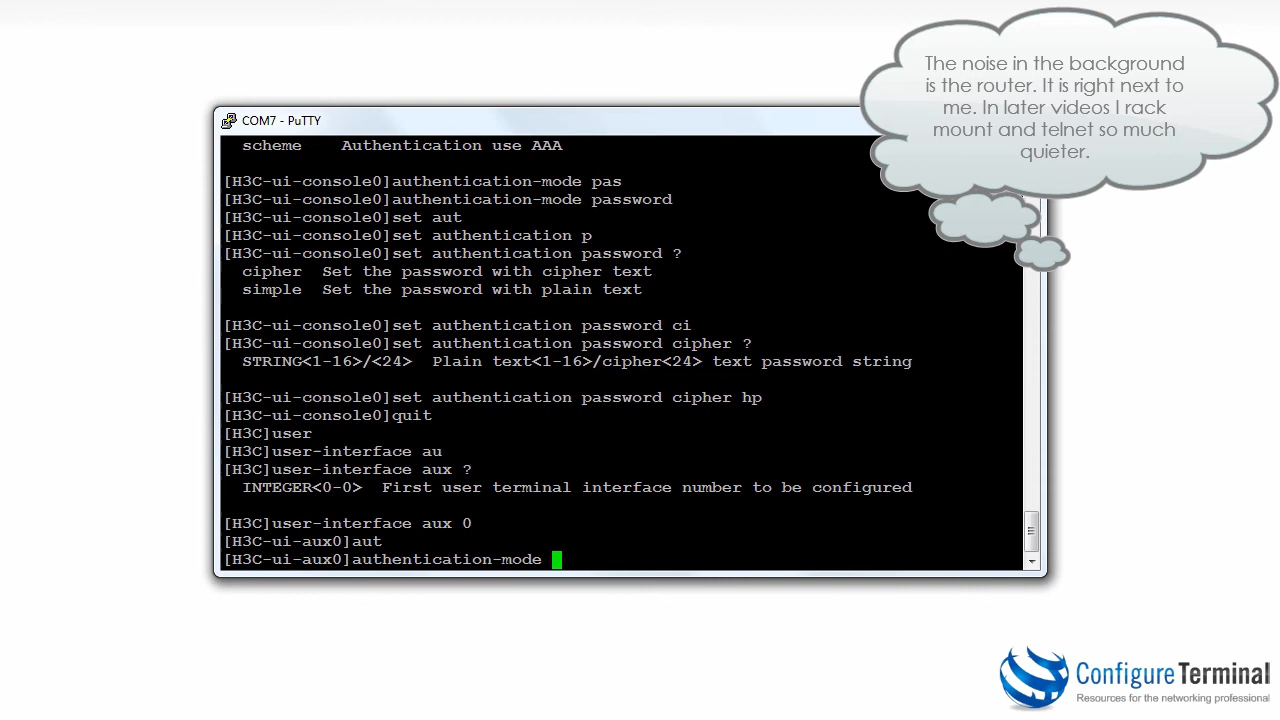 The noise in the background
is the router. It is right next to
me. In later videos I rack
mount and telnet so much
quieter.
COM7 - PuTTY
scheme    Authentication use AAA
[H3C-ui-console0]authentication-mode pas
[H3C-ui-console0]authentication-mode password
[H3C-ui-console0]set aut
[H3C-ui-console0]set authentication p
[H3C-ui-console0]set authentication password ?
cipher  Set the password with cipher text
simple  Set the password with plain text
[H3C-ui-console0]set authentication password ci
[H3C-ui-console0]set authentication password cipher ?
STRING<1-16>/<24>  Plain text<1-16>/cipher<24> text password string
[H3C-ui-console0]set authentication password cipher hp
[H3C-ui-console0]quit
[H3C]user
[H3C]user-interface au
[H3C]user-interface aux ?
INTEGER<0-0>  First user terminal interface number to be configured
[H3C]user-interface aux 0
[H3C-ui-aux0]aut
[H3C-ui-aux0]authentication-mode
ConfigureTerminal
Resources for the networking professional